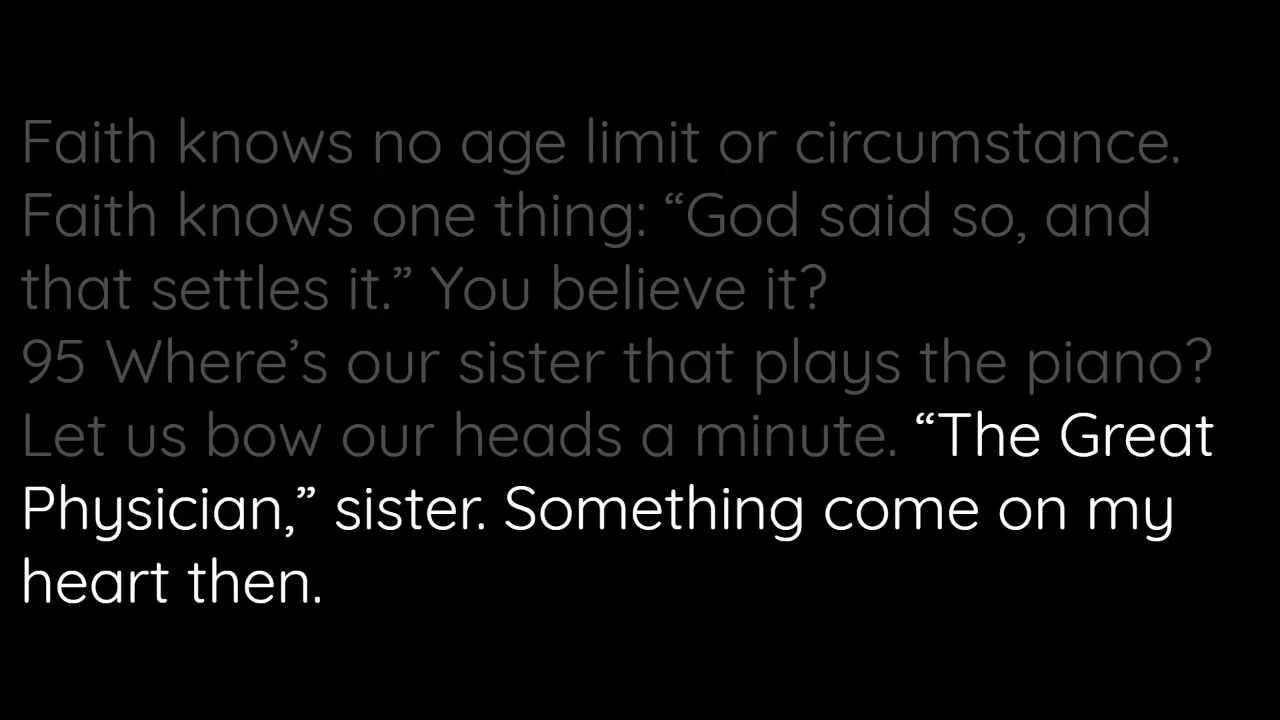 Faith knows no age limit or circumstance.
Faith knows one thing: “God said so, and
that settles it.” You believe it?
95 Where’s our sister that plays the piano?
Let us bow our heads a minute. “The Great
Physician,” sister. Something come on my
heart then.